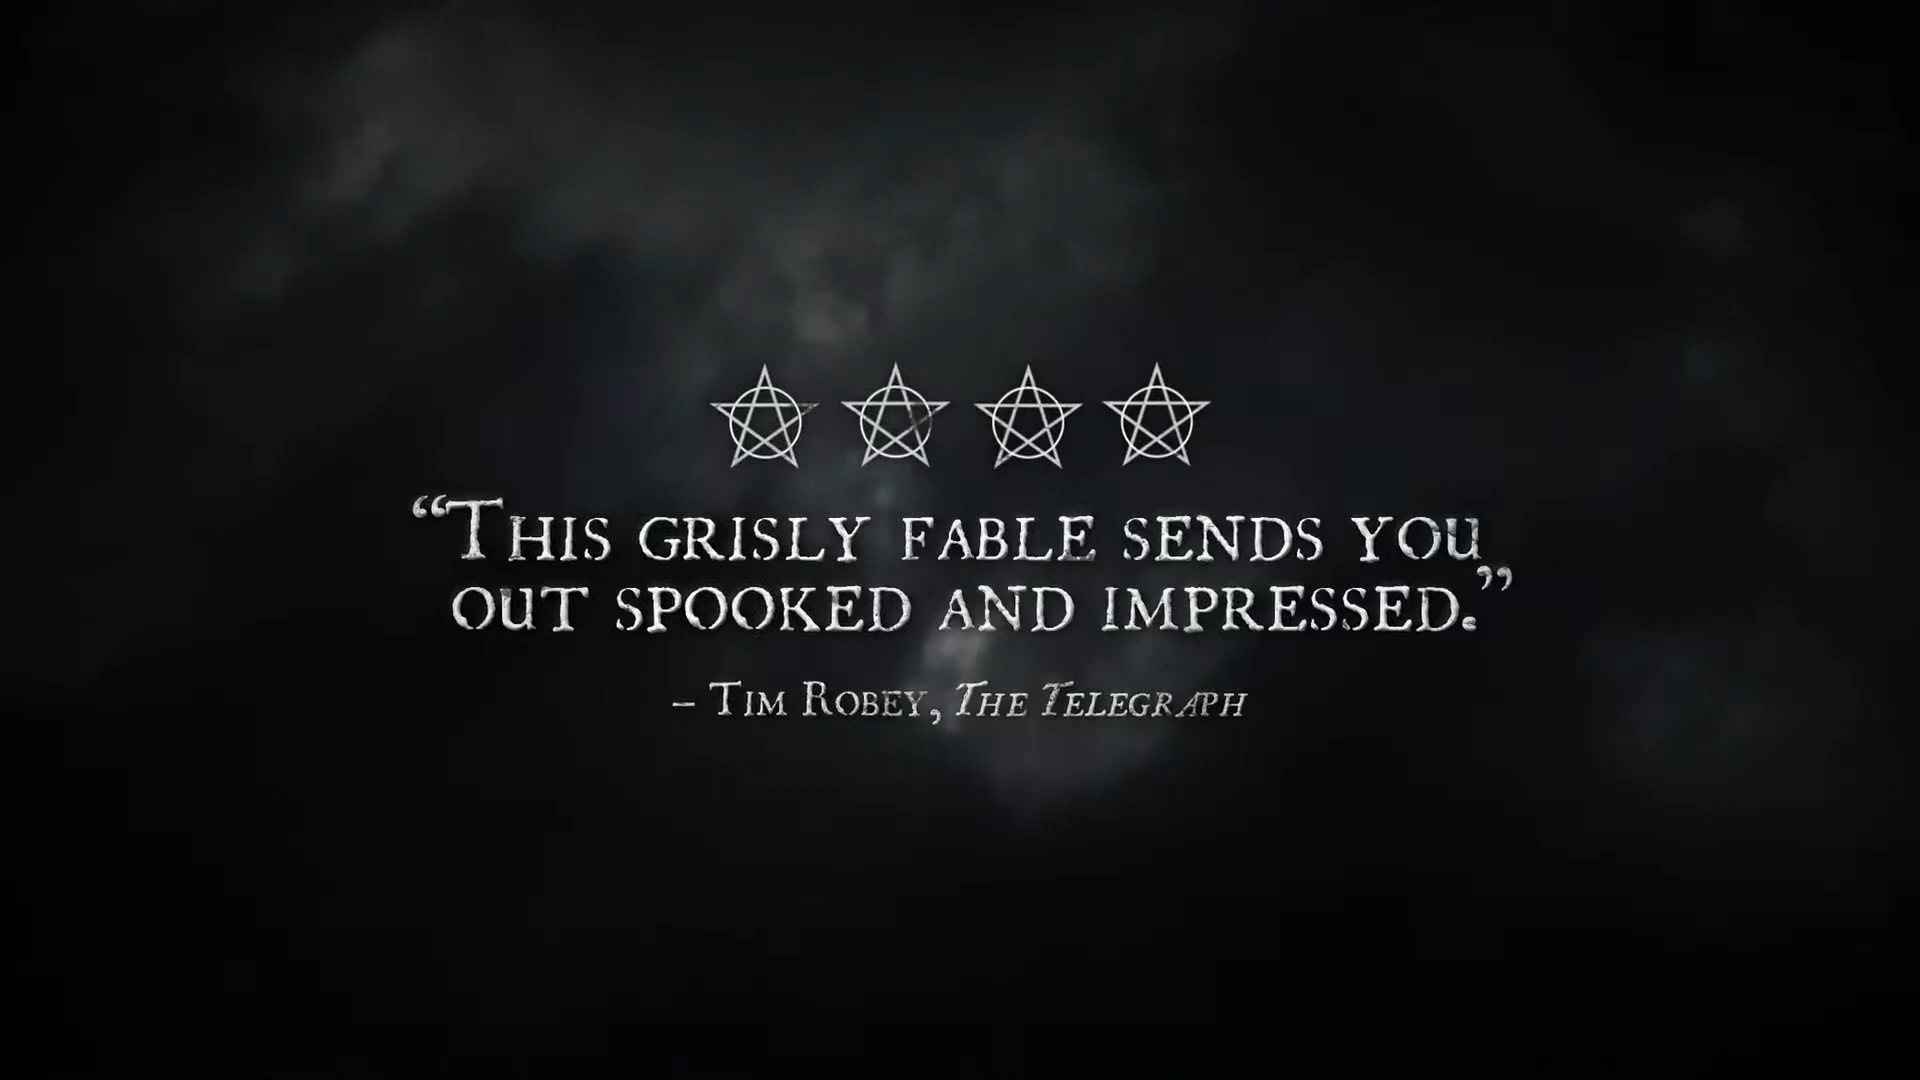 “This grisly fable sends you
out spooked and impressed.”
– Tim Robey, The Telegraph